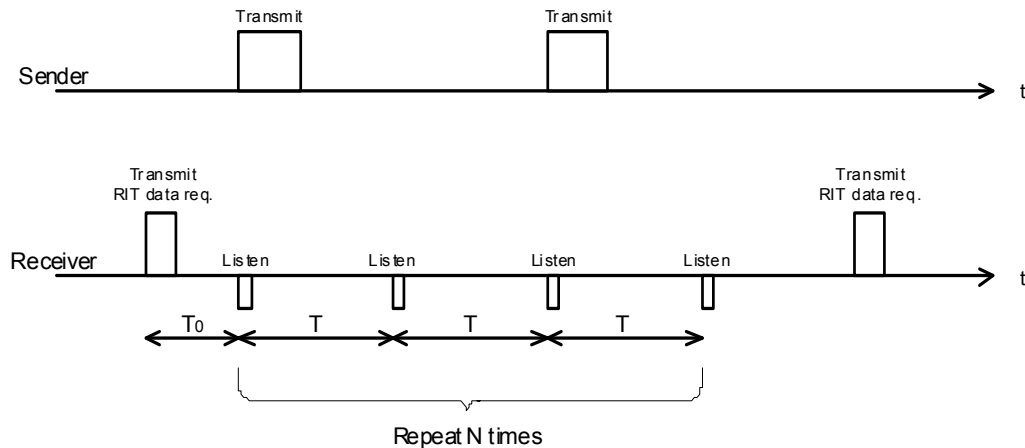 Transmit Transmit
Sender
t
Transmit Transmit
RIT data req. RIT data req.
Receiver Listen Listen Listen Listen
t
T0 T T T
Repeat N times